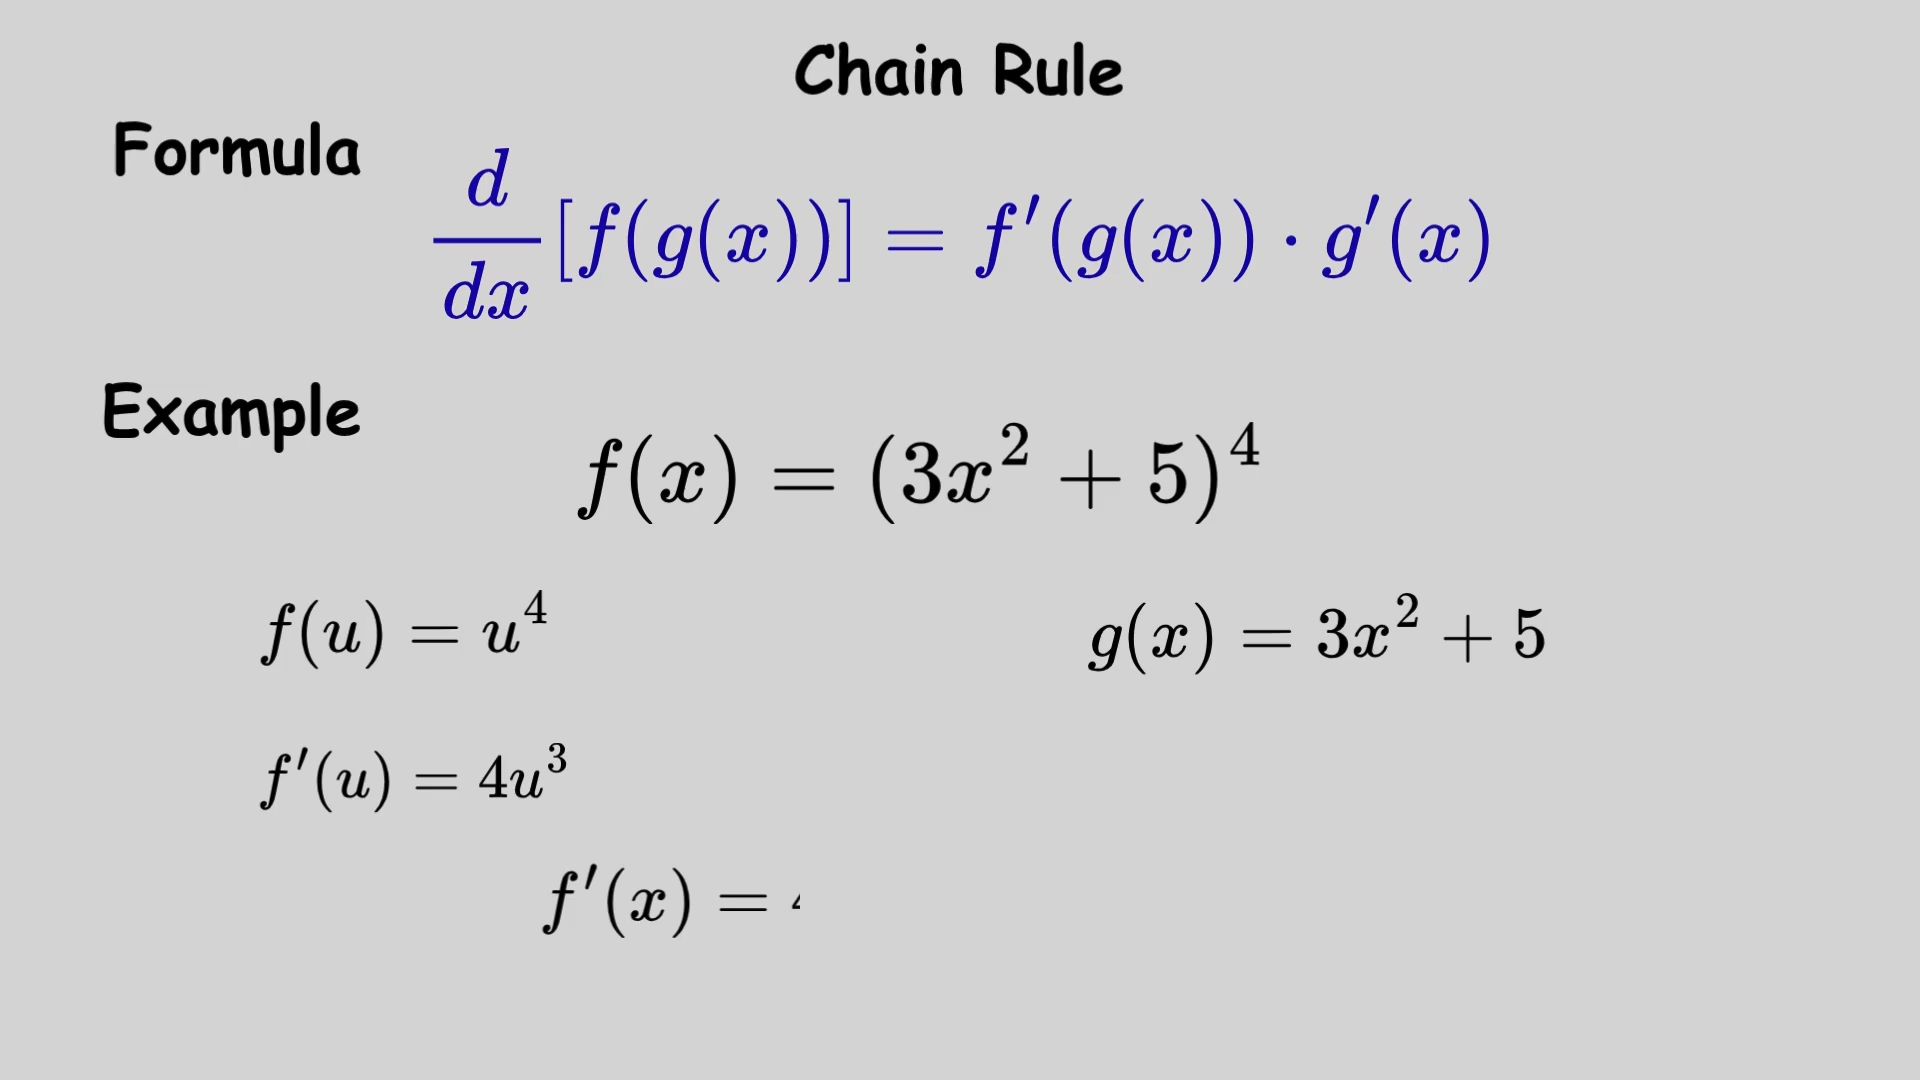 Chain Rule
Formula
d/dx [f(g(x))] = f′(g(x)) · g′(x)
Example
f(x) = (3x² + 5)⁴
f(u) = u⁴
g(x) = 3x² + 5
f′(u) = 4u³
f′(x) =